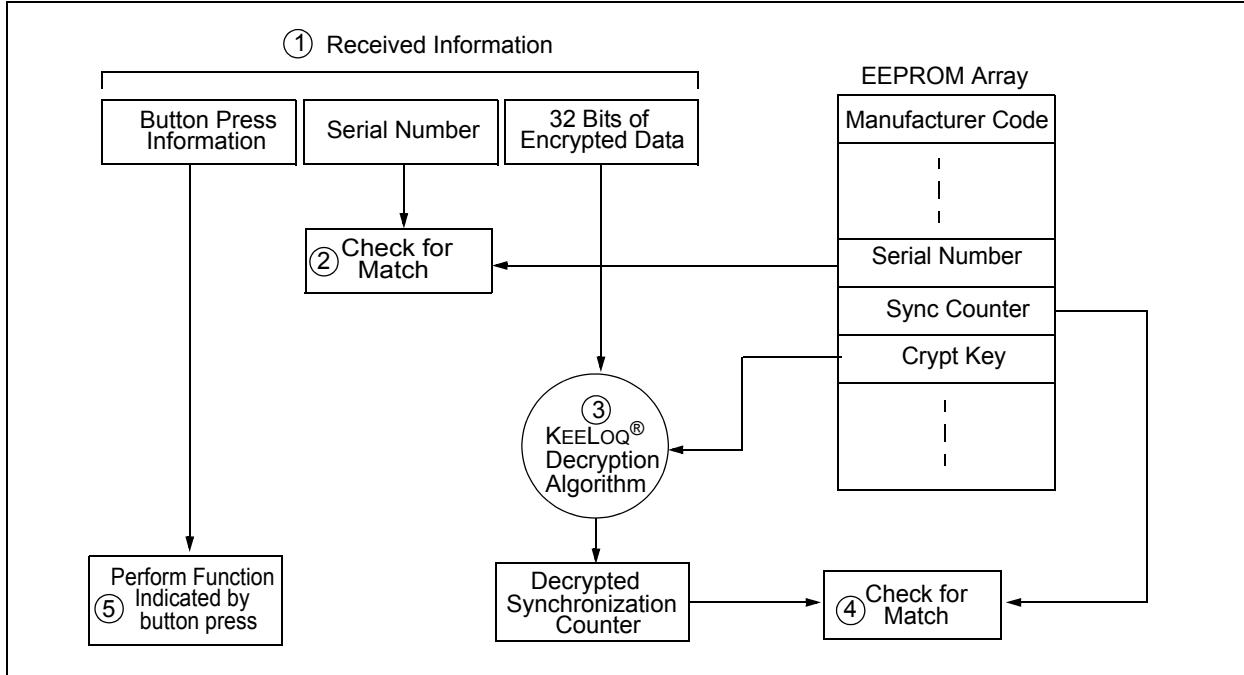 ① Received Information
EEPROM Array
Button Press
Information
Serial Number
32 Bits of
Encrypted Data
Manufacturer Code
② Check for
Match
Serial Number
Sync Counter
Crypt Key
③
KEELOQ®
Decryption
Algorithm
Perform Function
⑤ Indicated by
button press
Decrypted
Synchronization
Counter
④ Check for
Match